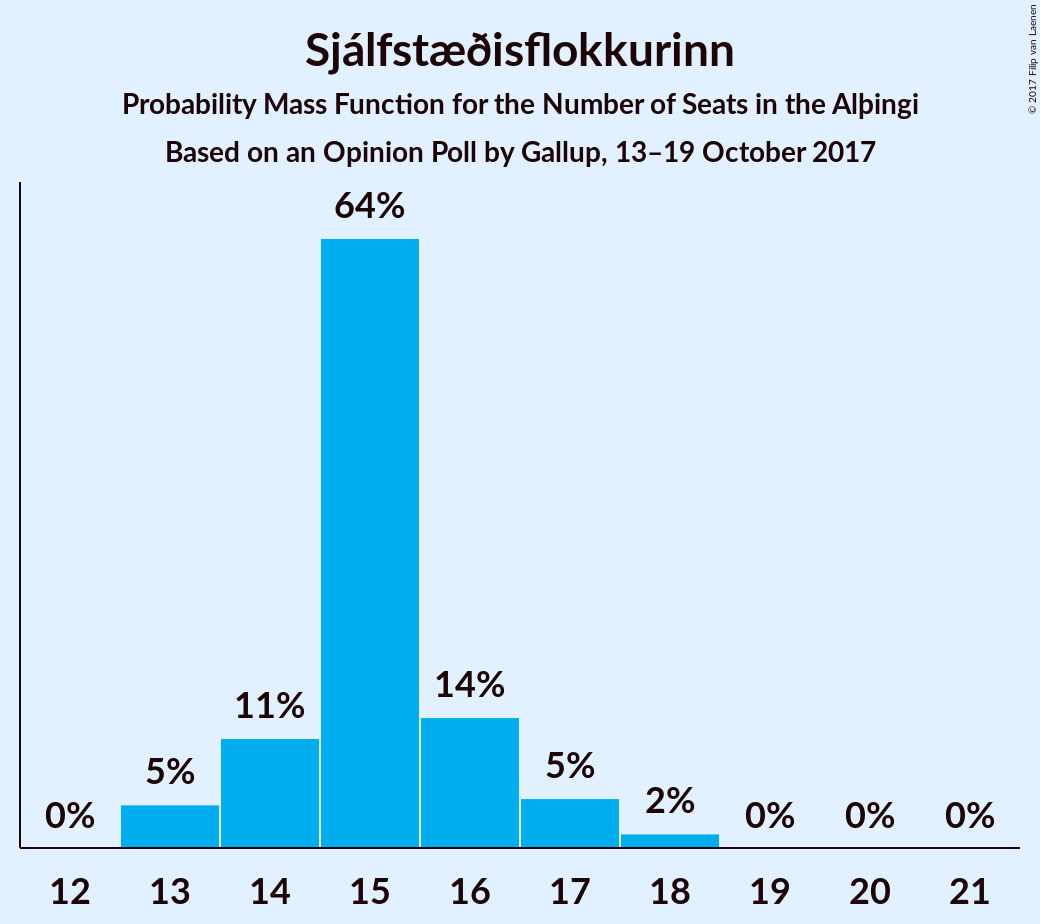 Sjálfstæðisflokkurinn
Probability Mass Function for the Number of Seats in the Alþingi
Based on an Opinion Poll by Gallup, 13–19 October 2017
© 2017 Filip van Laenen
64%
14%
11%
5%
5%
2%
0%
0%
0%
0%
12 13 14 15 16 17 18 19 20 21